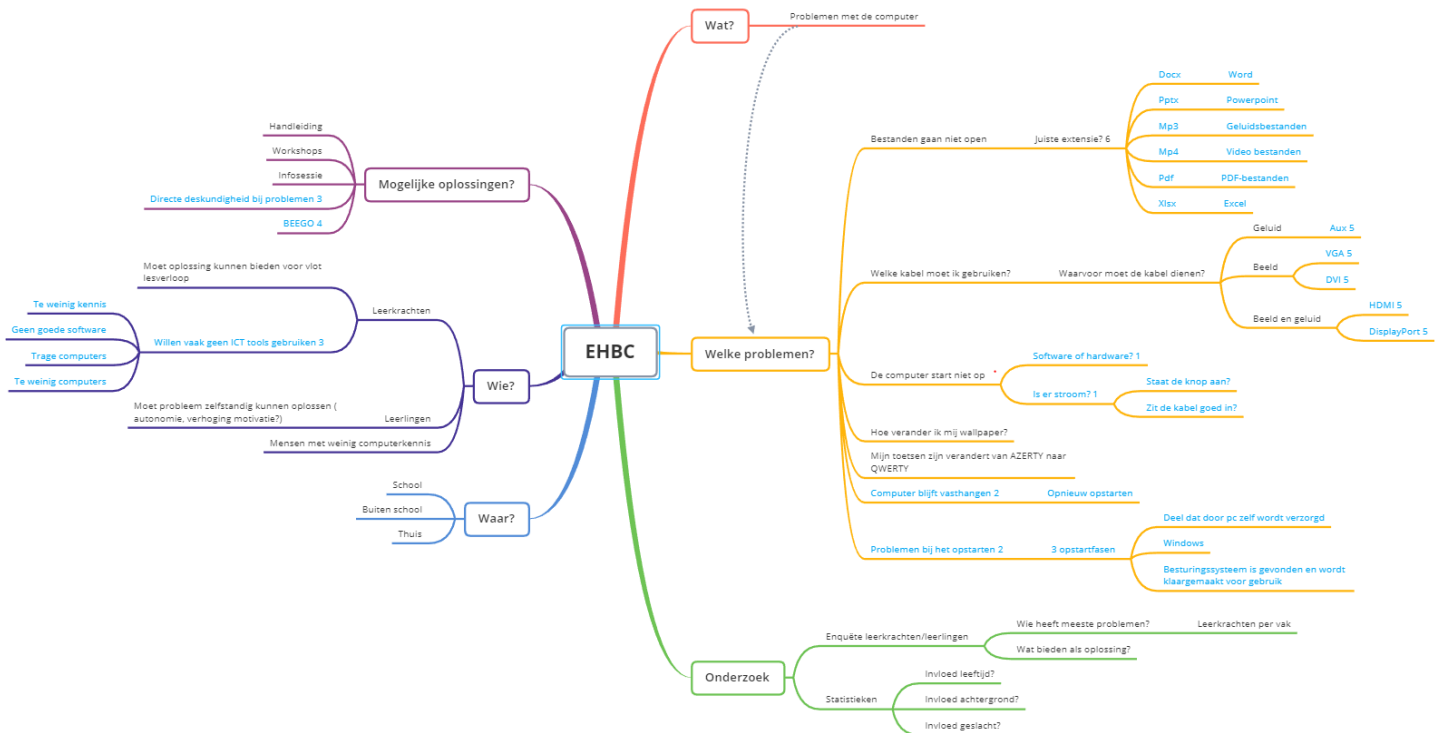 EHBC
Wat?
Problemen met de computer
Welke problemen?
Bestanden gaan niet open
Juiste extensie? 6
Docx
Word
Pptx
Powerpoint
Mp3
Geluidsbestanden
Mp4
Video bestanden
Pdf
PDF-bestanden
Xlsx
Excel
Welke kabel moet ik gebruiken?
Waarvoor moet de kabel dienen?
Geluid
Aux 5
Beeld
VGA 5
DVI 5
Beeld en geluid
HDMI 5
DisplayPort 5
De computer start niet op
Software of hardware? 1
Is er stroom? 1
Staat de knop aan?
Zit de kabel goed in?
Hoe verander ik mij wallpaper?
Mijn toetsen zijn verandert van AZERTY naar
QWERTY
Computer blijft vasthangen 2
Opnieuw opstarten
Problemen bij het opstarten 2
3 opstartfasen
Deel dat door pc zelf wordt verzorgd
Windows
Besturingssysteem is gevonden en wordt
klaargemaakt voor gebruik
Onderzoek
Enquête leerkrachten/leerlingen
Wie heeft meeste problemen?
Leerkrachten per vak
Wat bieden als oplossing?
Statistieken
Invloed leeftijd?
Invloed achtergrond?
Invloed geslacht?
Mogelijke oplossingen?
Handleiding
Workshops
Infosessie
Directe deskundigheid bij problemen 3
BEEGO 4
Wie?
Leerkrachten
Moet oplossing kunnen bieden voor vlot
lesverloop
Willen vaak geen ICT tools gebruiken 3
Te weinig kennis
Geen goede software
Trage computers
Te weinig computers
Leerlingen
Moet probleem zelfstandig kunnen oplossen (
autonomie, verhoging motivatie?)
Mensen met weinig computerkennis
Waar?
School
Buiten school
Thuis